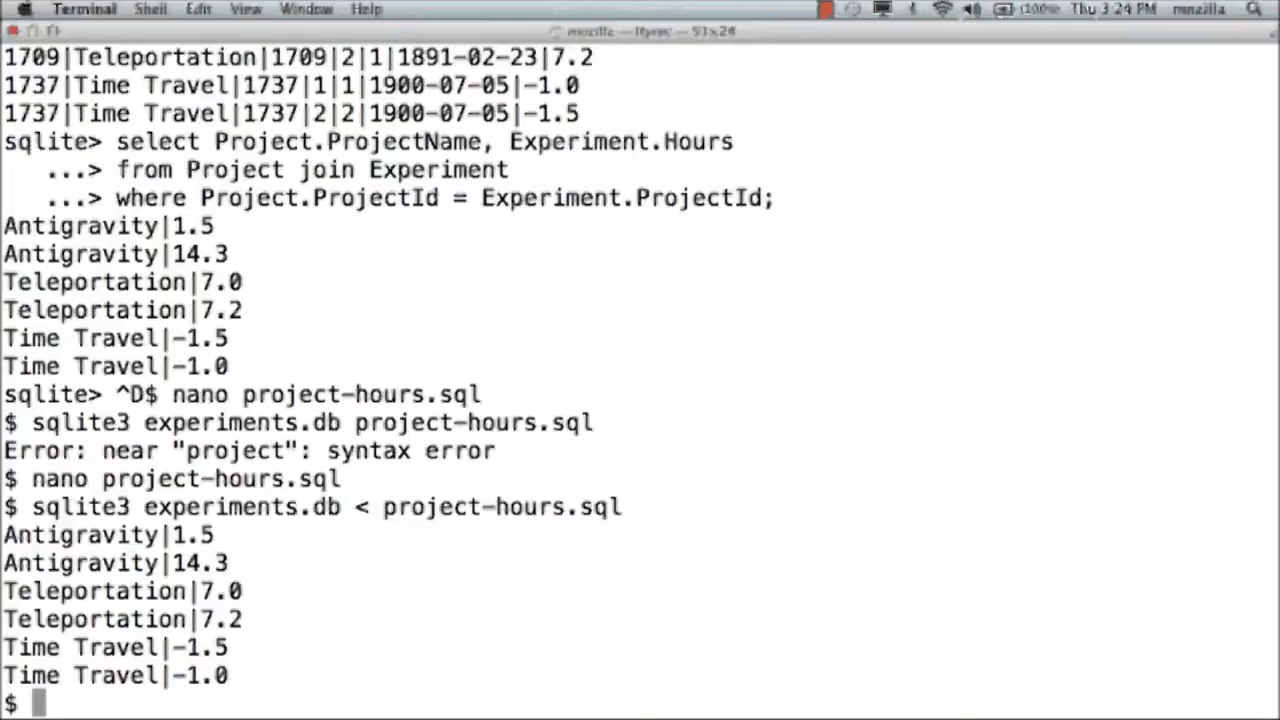 Terminal Shell Edit View Window Help (100%) Thu 3:24 PM mozilla
mozilla — ttyrec — 91×24
1709|Teleportation|1709|2|1|1891-02-23|7.2
1737|Time Travel|1737|1|1|1900-07-05|-1.0
1737|Time Travel|1737|2|2|1900-07-05|-1.5
sqlite> select Project.ProjectName, Experiment.Hours
...> from Project join Experiment
...> where Project.ProjectId = Experiment.ProjectId;
Antigravity|1.5
Antigravity|14.3
Teleportation|7.0
Teleportation|7.2
Time Travel|-1.5
Time Travel|-1.0
sqlite> ^D$ nano project-hours.sql
$ sqlite3 experiments.db project-hours.sql
Error: near "project": syntax error
$ nano project-hours.sql
$ sqlite3 experiments.db < project-hours.sql
Antigravity|1.5
Antigravity|14.3
Teleportation|7.0
Teleportation|7.2
Time Travel|-1.5
Time Travel|-1.0
$